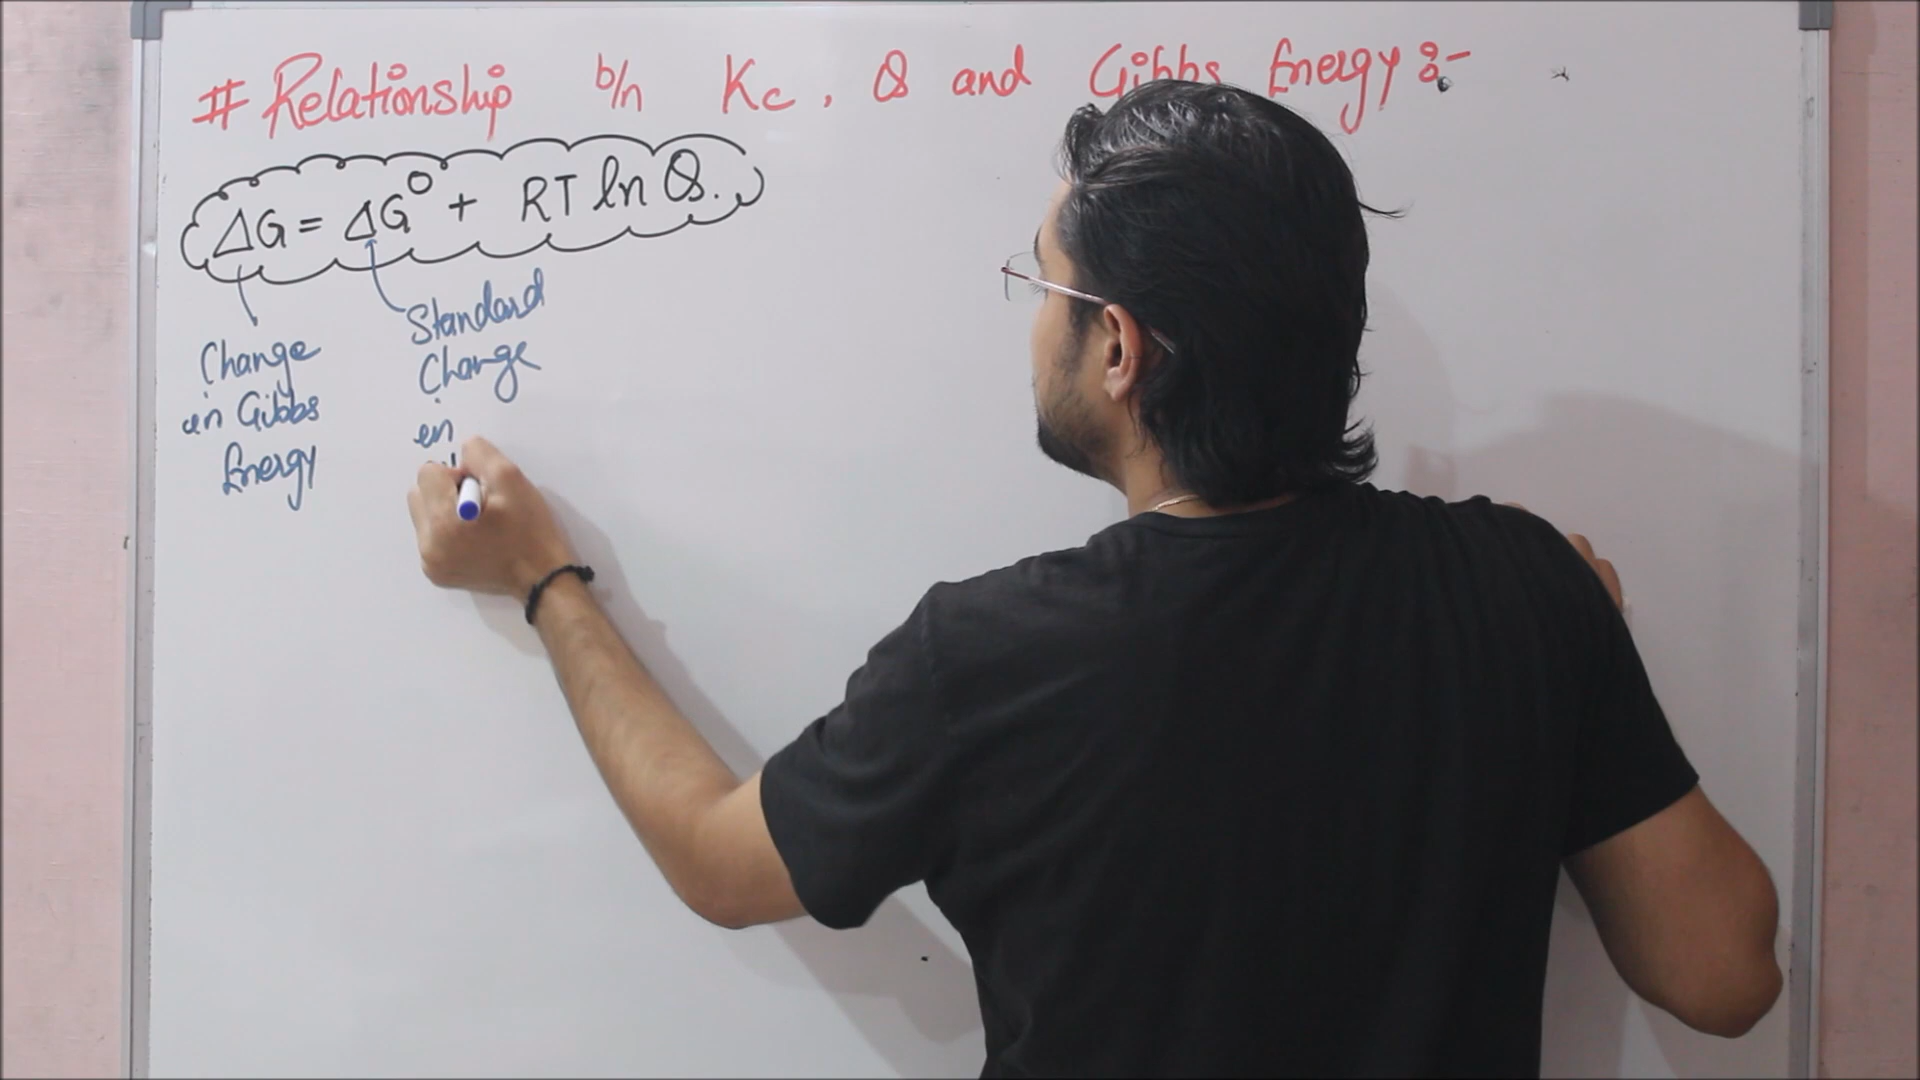 # Relationship b/n Kc, Q and Gibbs Energy :-
ΔG = ΔG° + RT ln Q.
Change
in Gibbs
Energy
Standard
Change
in